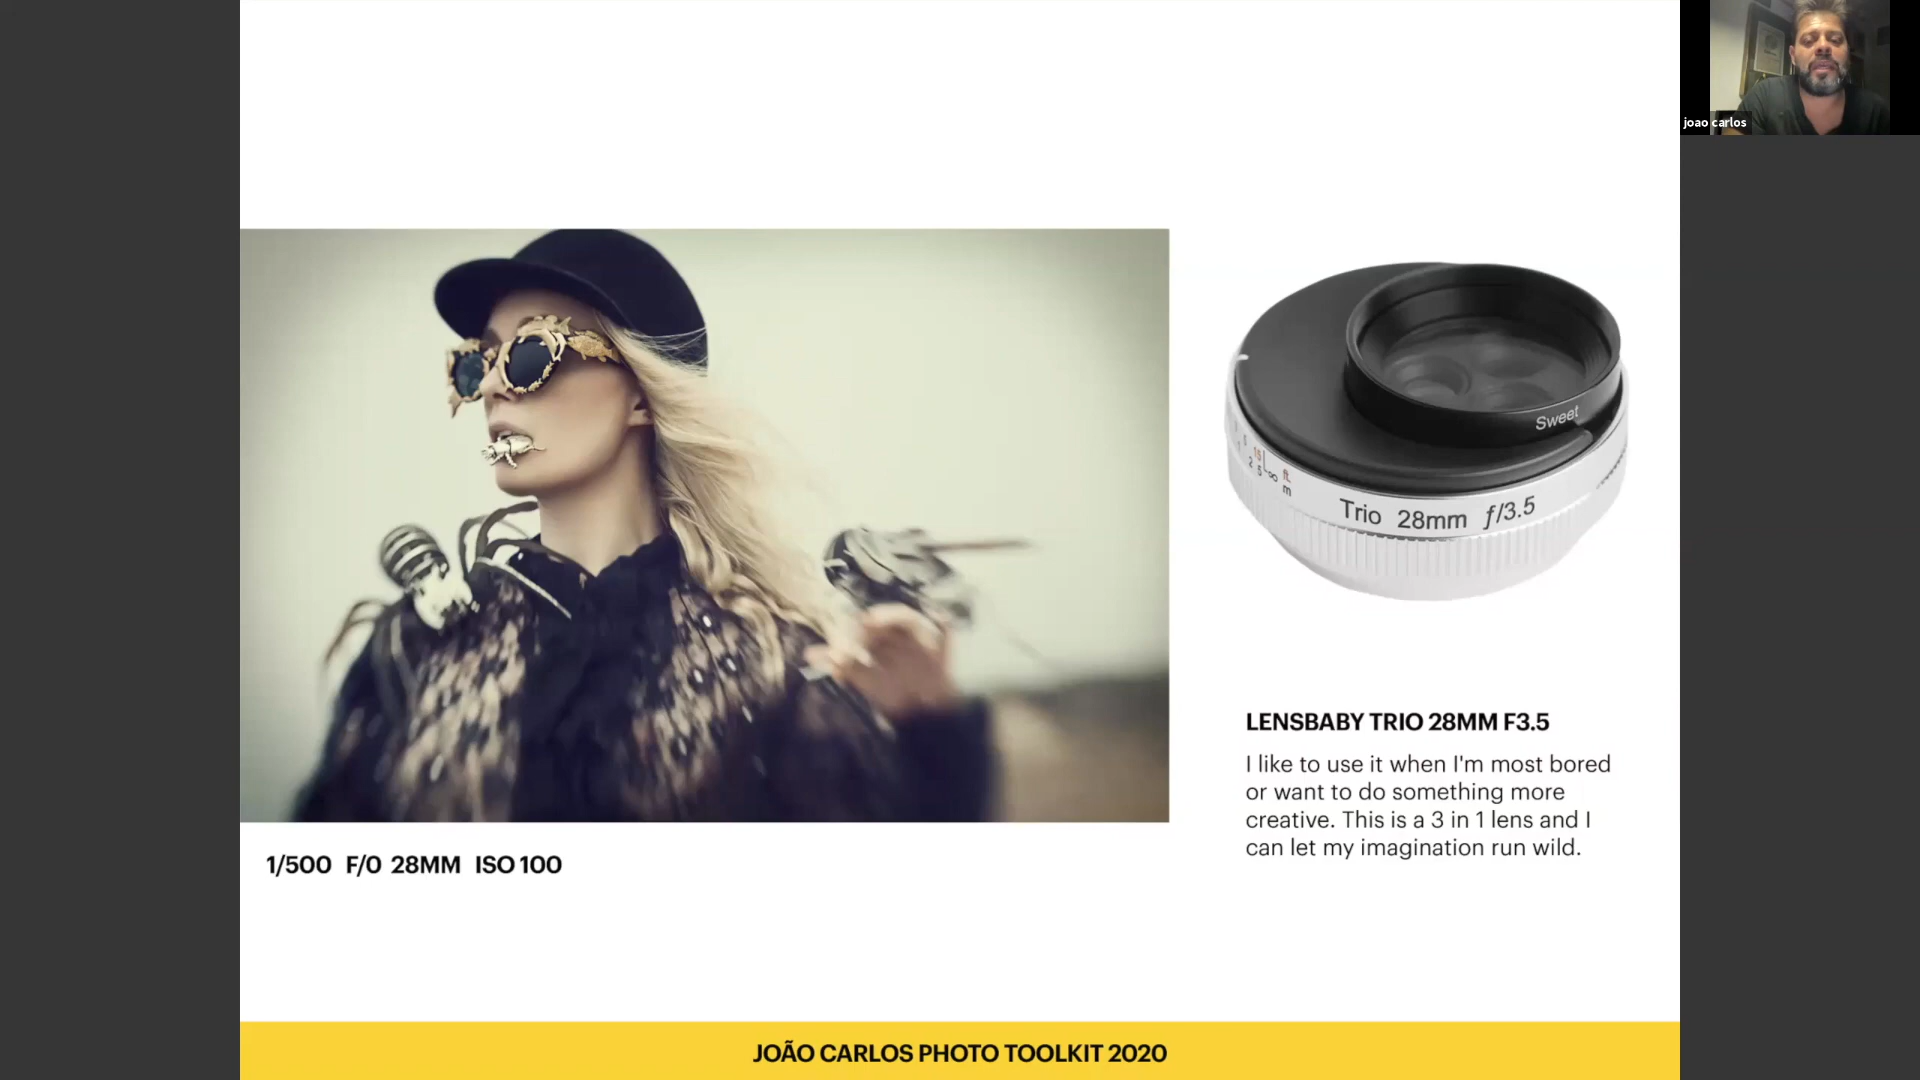 joao carlos
Sweet
ft.
m
Trio 28mm ƒ/3.5
LENSBABY TRIO 28MM F3.5
I like to use it when I'm most bored
or want to do something more
creative. This is a 3 in 1 lens and I
can let my imagination run wild.
1/500 F/0 28MM ISO 100
JOÃO CARLOS PHOTO TOOLKIT 2020